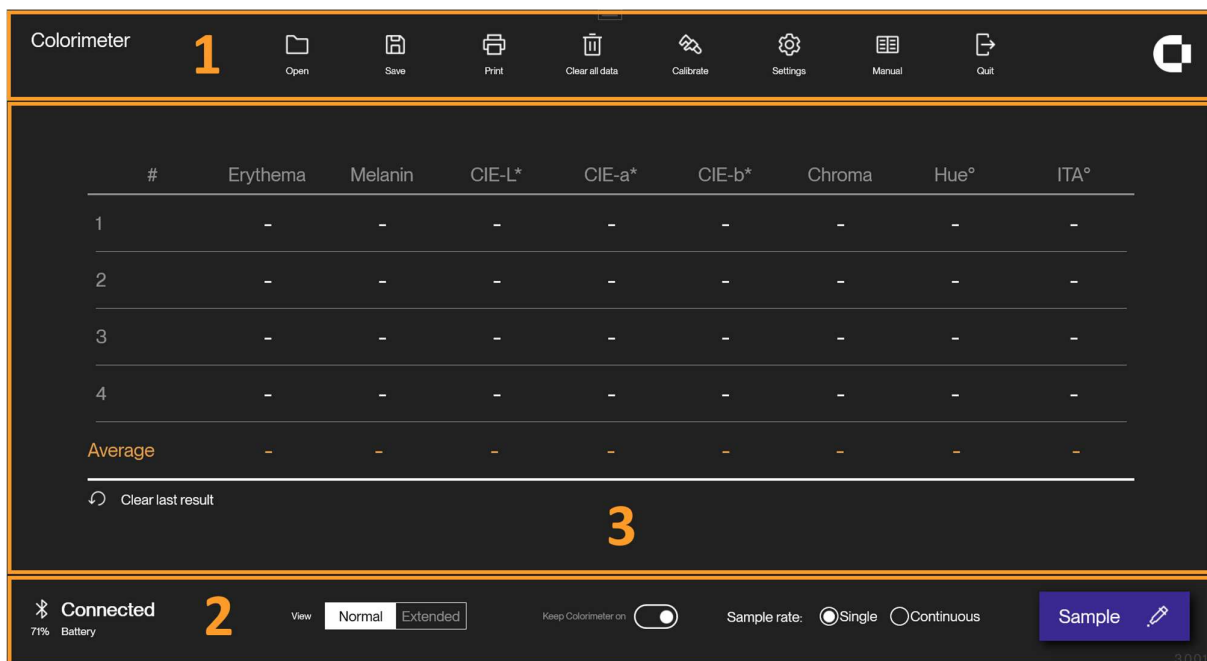 Colorimeter
1
Open
Save
Print
Clear all data
Calibrate
Settings
Manual
Quit
# Erythema Melanin CIE-L* CIE-a* CIE-b* Chroma Hue° ITA°
1 - - - - - - - -
2 - - - - - - - -
3 - - - - - - - -
4 - - - - - - - -
Average - - - - - - - -
Clear last result
3
Connected
71% Battery
2
View Normal Extended
Keep Colorimeter on
Sample rate: Single Continuous
Sample